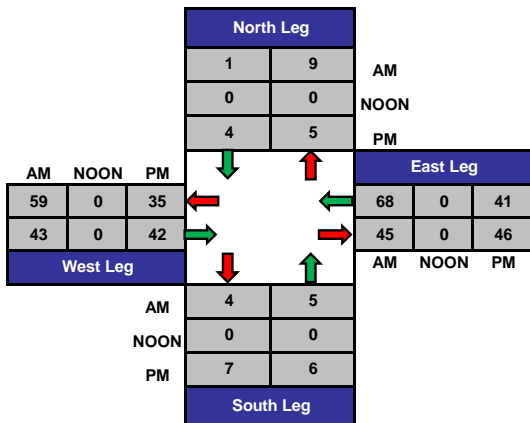 North Leg
1 9 AM
0 0 NOON
4 5 PM
AM NOON PM
East Leg
59 0 35
68 0 41
43 0 42
45 0 46
West Leg
AM NOON PM
AM 4 5
NOON 0 0
PM 7 6
South Leg